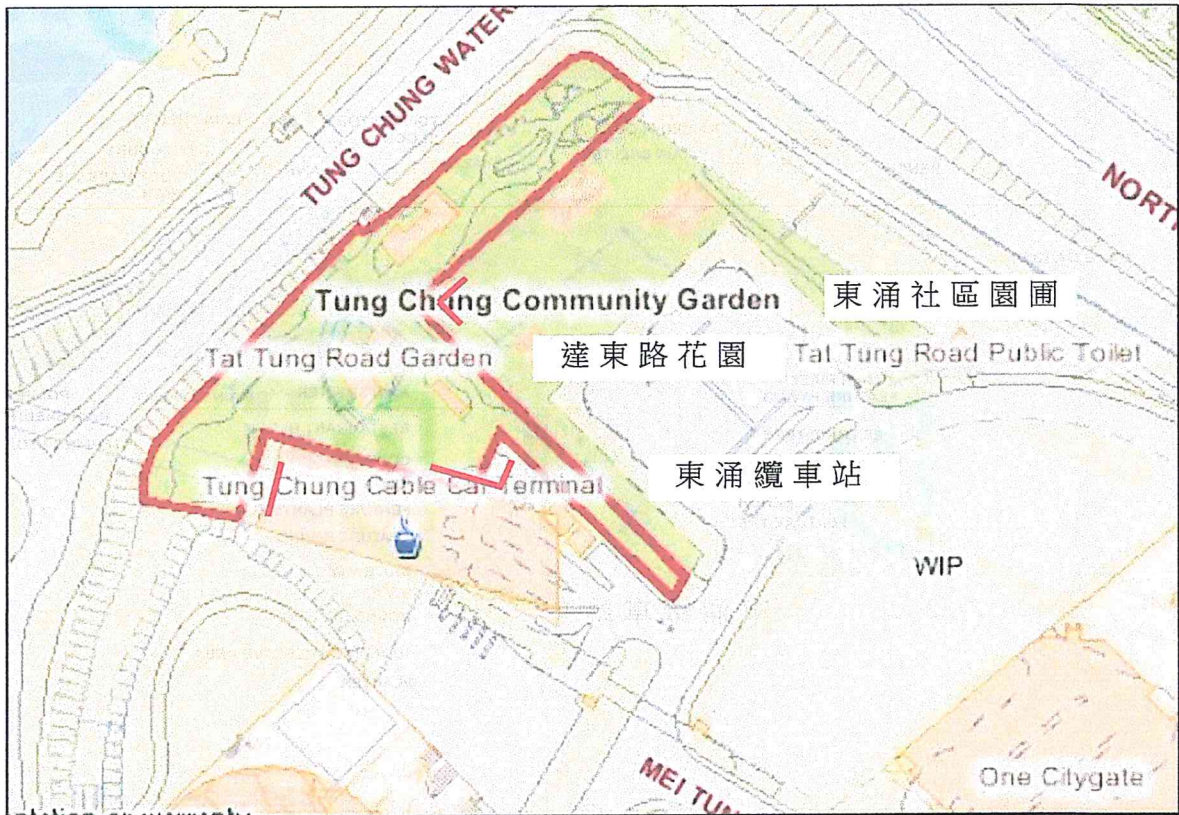 TUNG CHUNG WATER
NORTH
Tung Chung Community Garden
東涌社區園圃
Tat Tung Road Garden
達東路花園
Tat Tung Road Public Toilet
Tung Chung Cable Car Terminal
東涌纜車站
WIP
MEI TUN
One Citygate